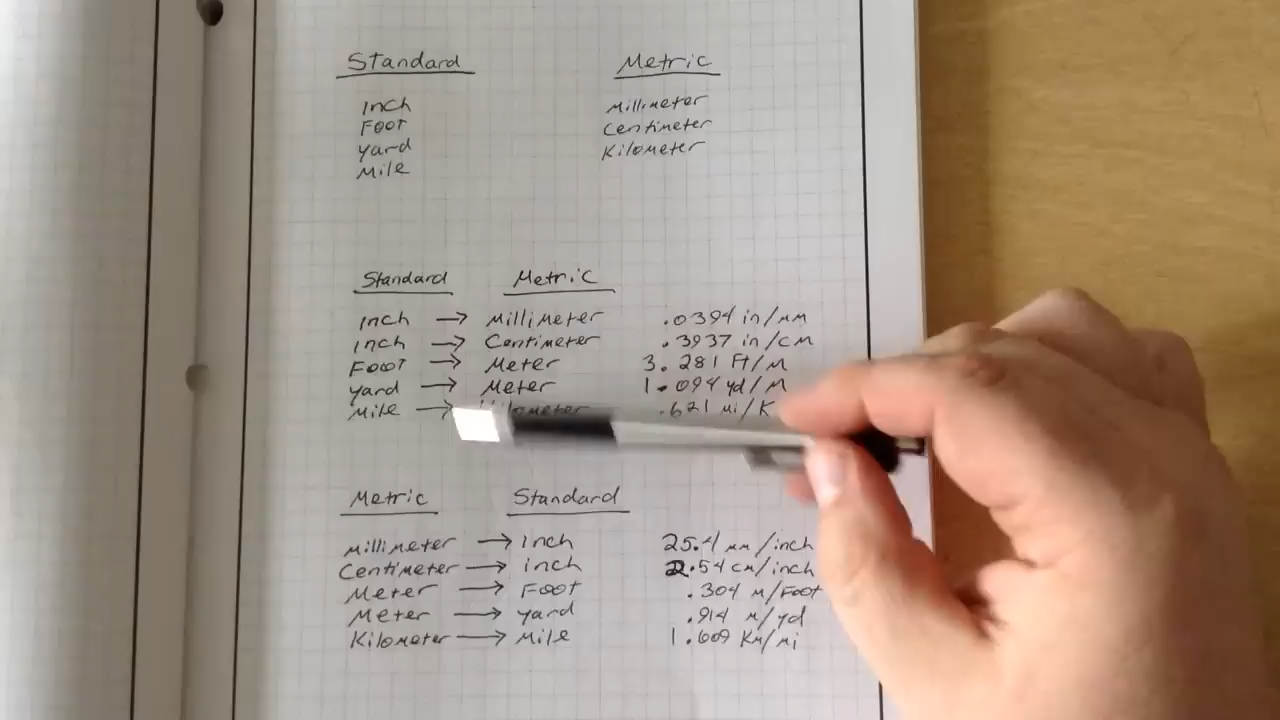 Standard Metric
Inch Millimeter
Foot Centimeter
Yard Kilometer
Mile
Standard Metric
Inch → Millimeter .0394 in/mm
Inch → Centimeter .3937 in/cm
Foot → Meter 3.281 Ft/M
Yard → Meter 1.094 yd/M
Mile → Kilometer .621 mi/K
Metric Standard
Millimeter → Inch 25.4 mm/inch
Centimeter → inch 2.54 cm/inch
Meter → Foot .304 M/Foot
Meter → Yard .914 M/yd
Kilometer → Mile 1.609 Km/mi